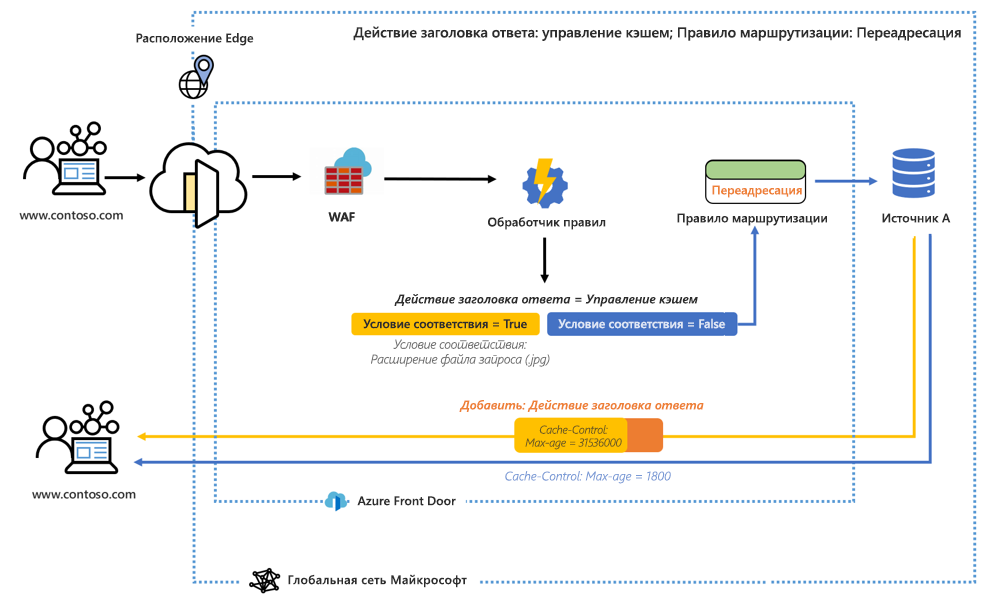 Расположение Edge
Действие заголовка ответа: управление кэшем; Правило маршрутизации: Переадресация
www.contoso.com
WAF
Обработчик правил
Переадресация
Правило маршрутизации
Источник A
Действие заголовка ответа = Управление кэшем
Условие соответствия = True
Условие соответствия = False
Условие соответствия:
Расширение файла запроса (.jpg)
Добавить: Действие заголовка ответа
Cache-Control:
Max-age = 31536000
Cache-Control: Max-age = 1800
www.contoso.com
Azure Front Door
Глобальная сеть Майкрософт